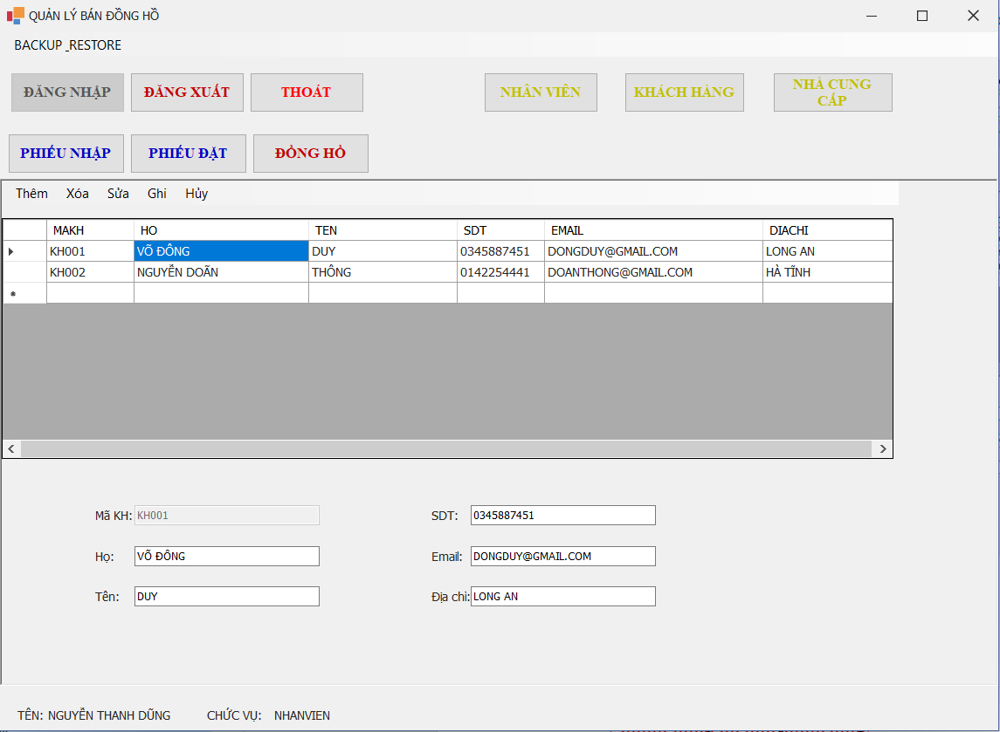 QUẢN LÝ BÁN ĐỒNG HỒ
BACKUP_RESTORE
ĐĂNG NHẬP ĐĂNG XUẤT THOÁT NHÂN VIÊN KHÁCH HÀNG NHÀ CUNG CẤP
PHIẾU NHẬP PHIẾU ĐẶT ĐỒNG HỒ
Thêm Xóa Sửa Ghi Hủy
MAKH HO TEN SDT EMAIL DIACHI
KH001 VÕ ĐÔNG DUY 0345887451 DONGDUY@GMAIL.COM LONG AN
KH002 NGUYỄN DOÃN THÔNG 0142254441 DOANTHONG@GMAIL.COM HÀ TĨNH
Mã KH: KH001 SDT: 0345887451
Họ: VÕ ĐÔNG Email: DONGDUY@GMAIL.COM
Tên: DUY Địa chỉ: LONG AN
TÊN: NGUYỄN THANH DŨNG CHỨC VỤ: NHANVIEN